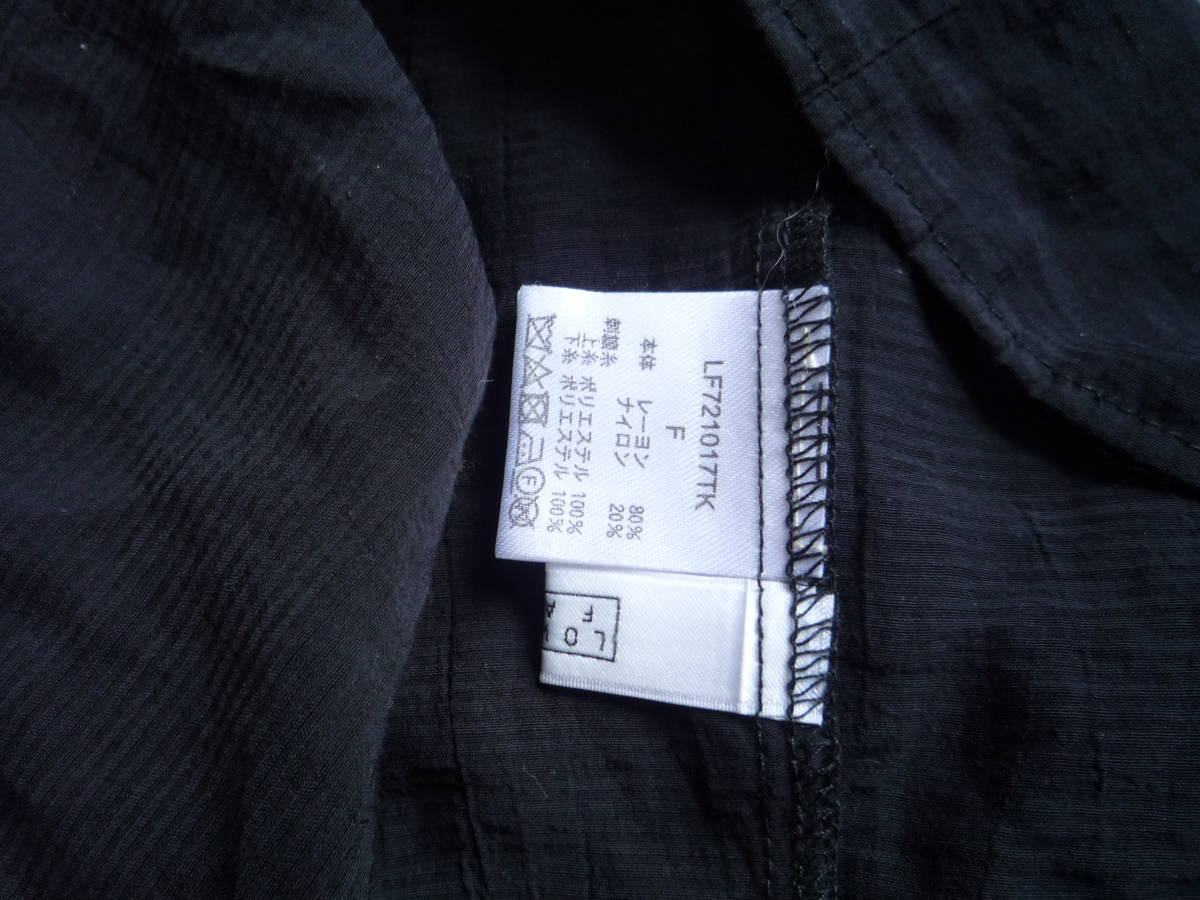 LF721017TK
F
本体 レーヨン 80%
ナイロン 20%
刺繍糸
上糸 ポリエステル 100%
下糸 ポリエステル 100%
F
L O
F